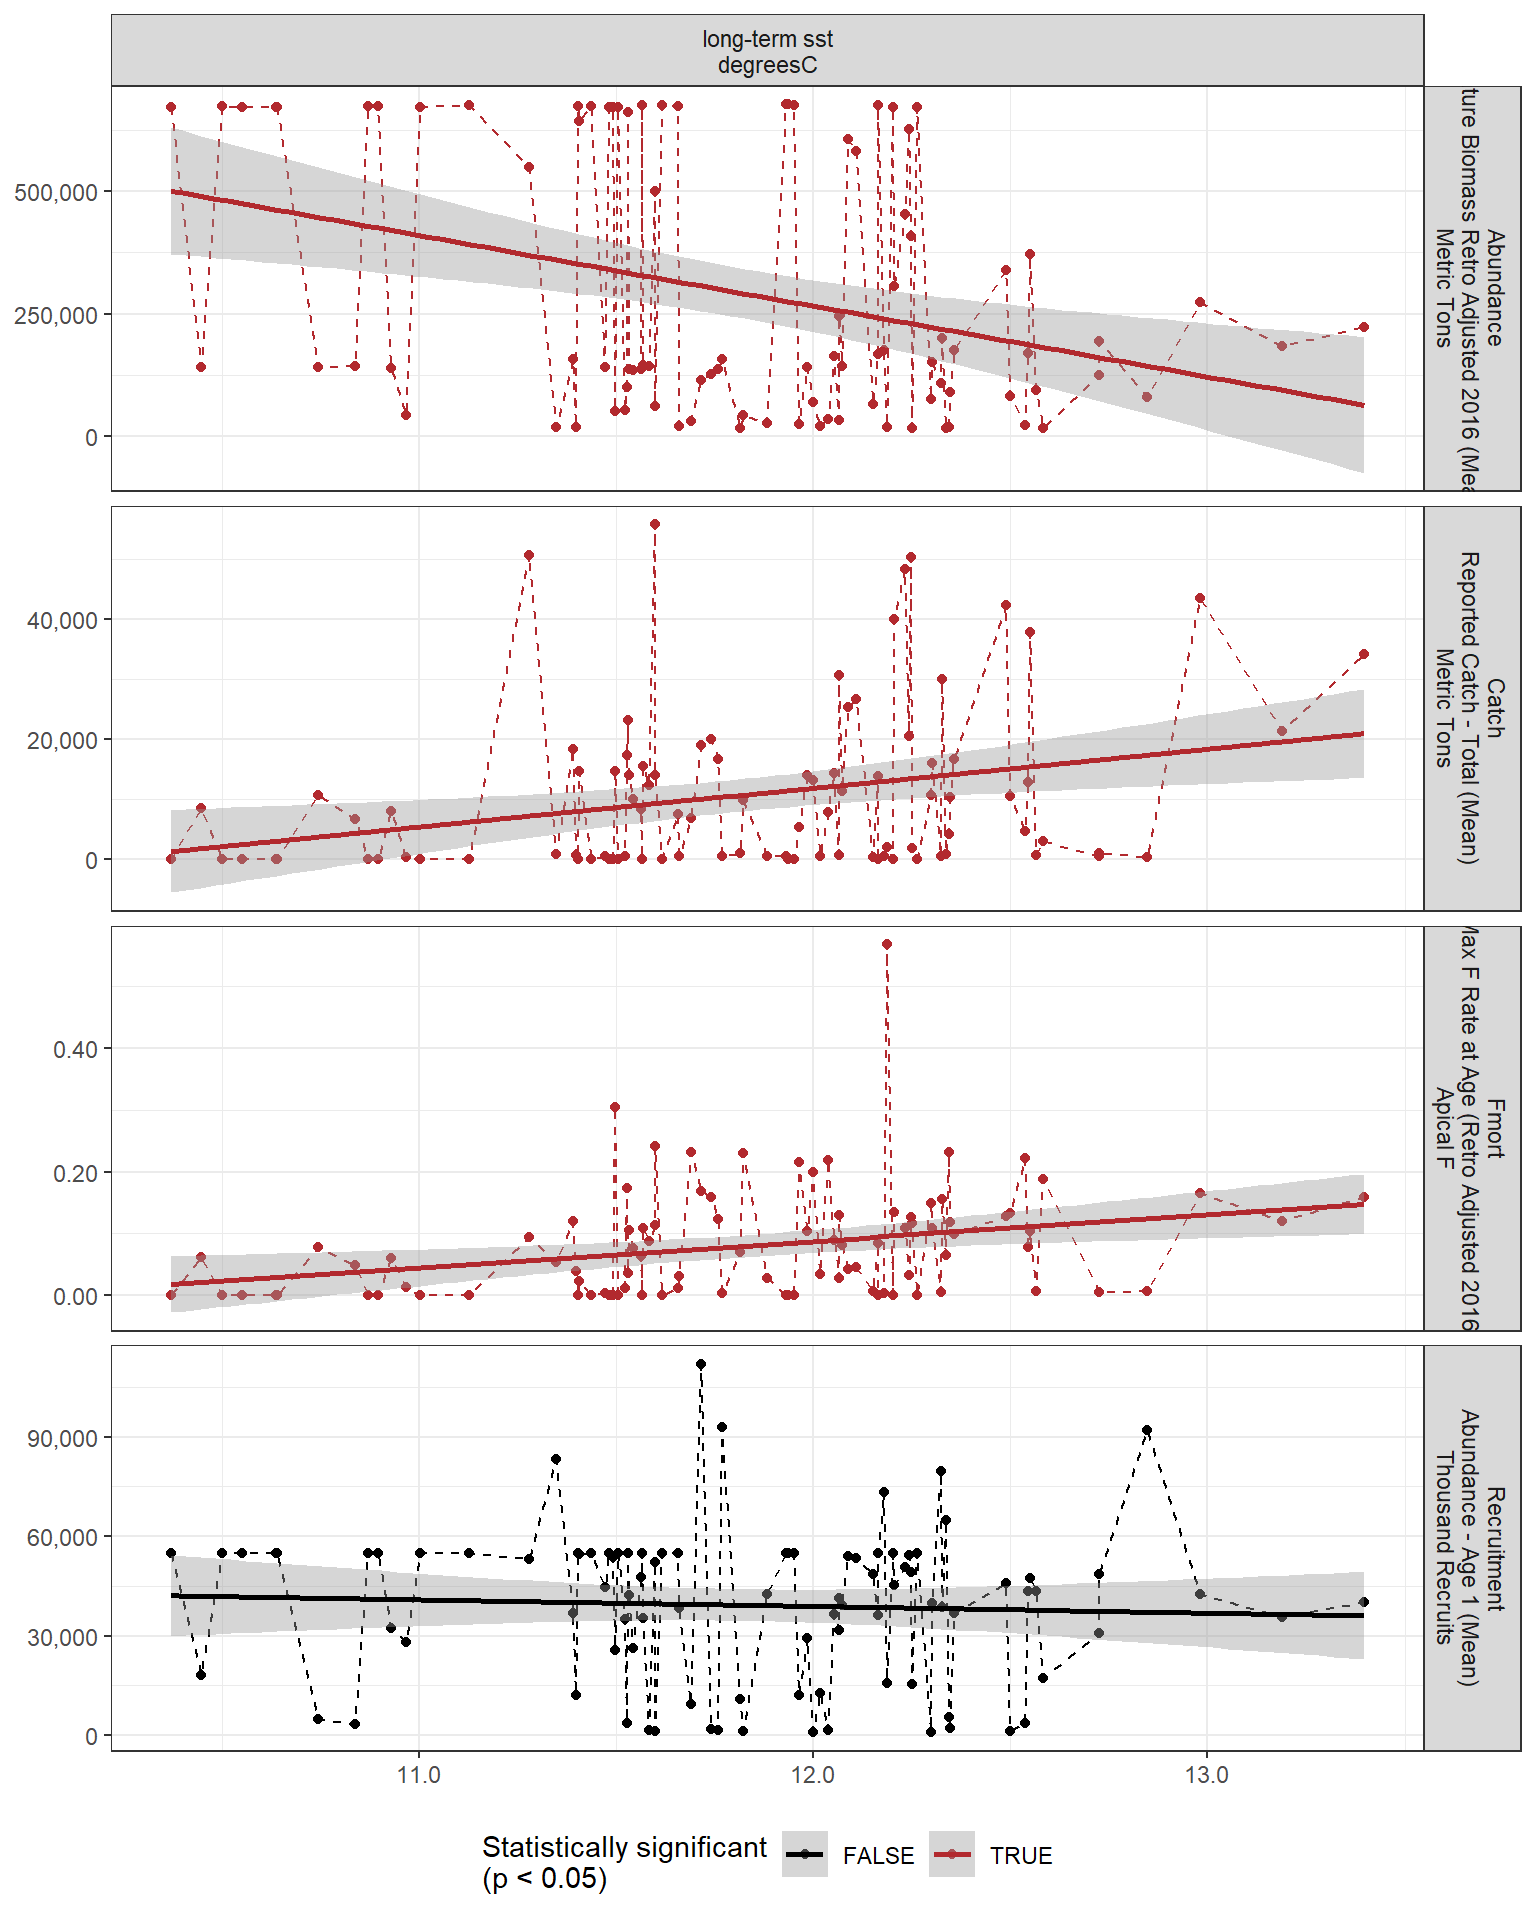 long-term sst
degreesC
500,000
250,000
0
Abundance
Biomass Retro Adjusted 2016
Metric Tons
40,000
20,000
0
Catch
Reported Catch - Total (Mean)
Metric Tons
0.40
0.20
0.00
Fmort
F Rate at Age (Retro Adjusted 2016
Apical F
90,000
60,000
30,000
0
Recruitment
Abundance - Age 1 (Mean)
Thousand Recruits
11.0
12.0
13.0
Statistically significant
(p < 0.05)
FALSE
TRUE